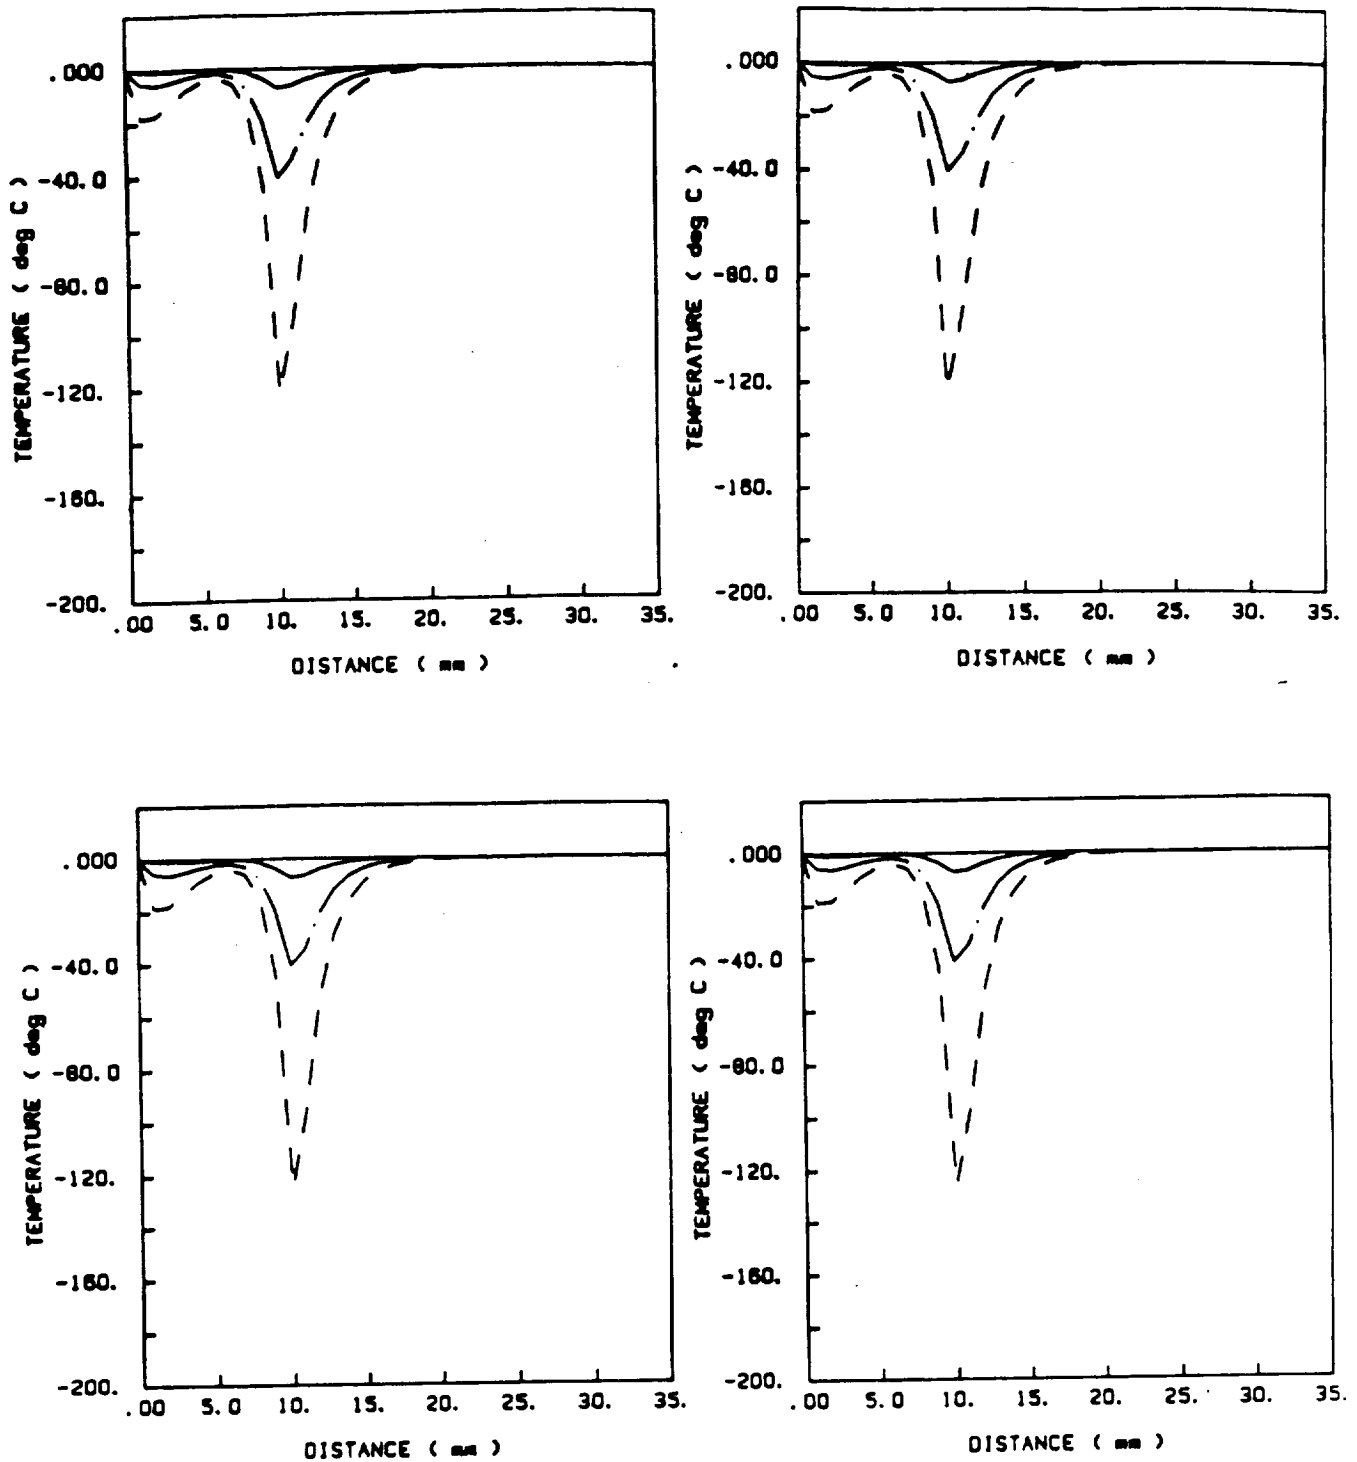 .000
-40.0
-80.0
-120.
-160.
-200.
.00 5.0 10. 15. 20. 25. 30. 35.
TEMPERATURE ( deg C )
DISTANCE ( mm )
.000
-40.0
-80.0
-120.
-160.
-200.
.00 5.0 10. 15. 20. 25. 30. 35.
TEMPERATURE ( deg C )
DISTANCE ( mm )
.000
-40.0
-80.0
-120.
-160.
-200.
.00 5.0 10. 15. 20. 25. 30. 35.
TEMPERATURE ( deg C )
DISTANCE ( mm )
.000
-40.0
-80.0
-120.
-160.
-200.
.00 5.0 10. 15. 20. 25. 30. 35.
TEMPERATURE ( deg C )
DISTANCE ( mm )